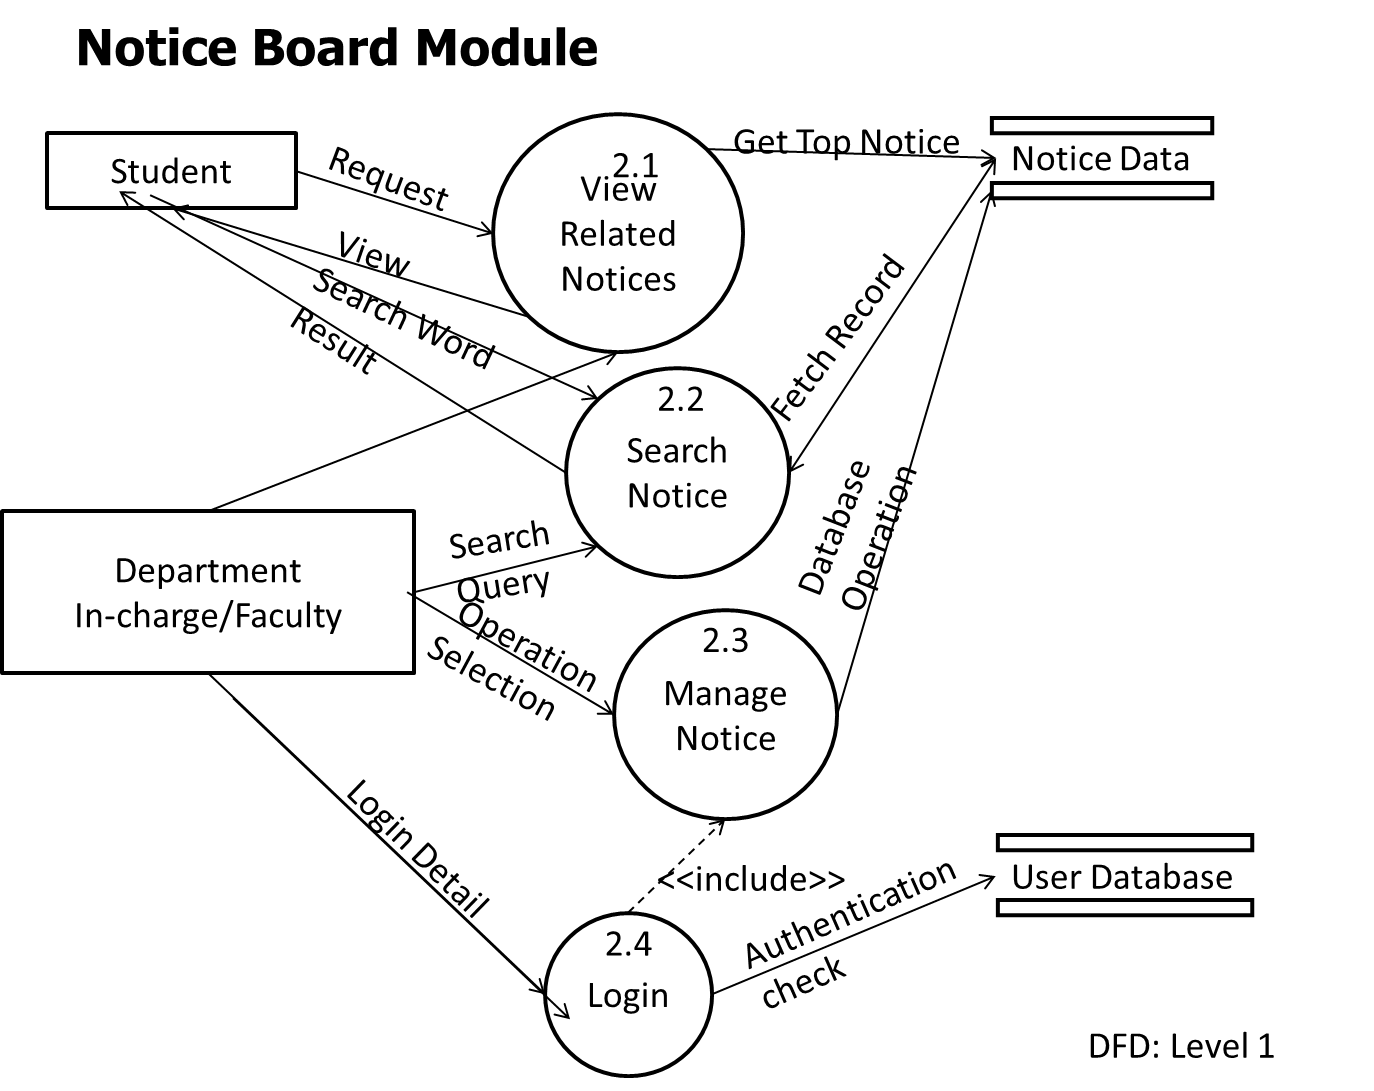 Notice Board Module
Student
Request
2.1
View
Related
Notices
Get Top Notice
Notice Data
View
Search Word
Result
Fetch Record
2.2
Search
Notice
Department
In-charge/Faculty
Search
Query
Operation
Selection
Database
Operation
2.3
Manage
Notice
Login Detail
<<include>>
2.4
Login
Authentication
check
User Database
DFD: Level 1